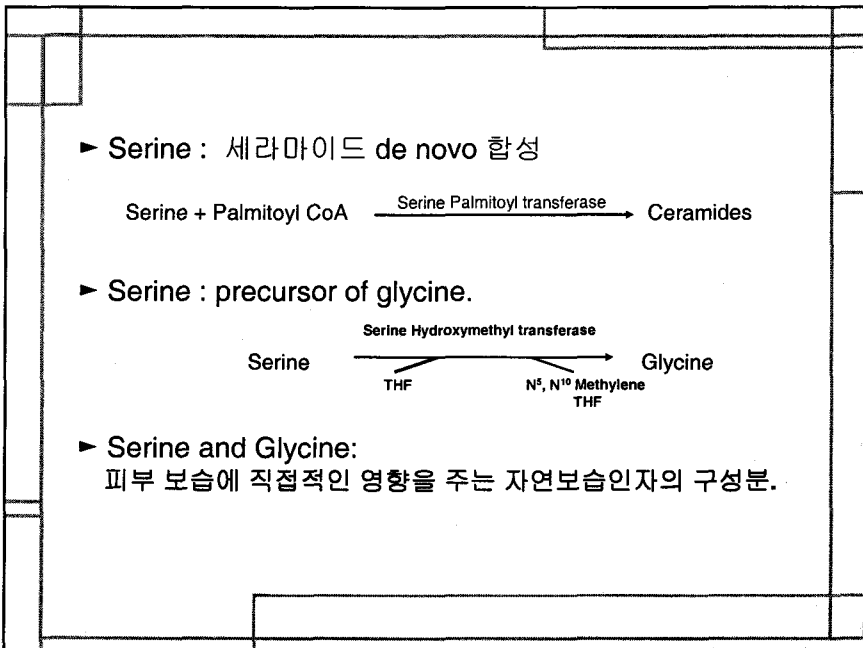 ► Serine : 세라마이드 de novo 합성
Serine + Palmitoyl CoA Serine Palmitoyl transferase Ceramides
► Serine : precursor of glycine.
Serine Hydroxymethyl transferase
Serine Glycine
THF N⁵, N¹⁰ Methylene
THF
► Serine and Glycine:
피부 보습에 직접적인 영향을 주는 자연보습인자의 구성분.